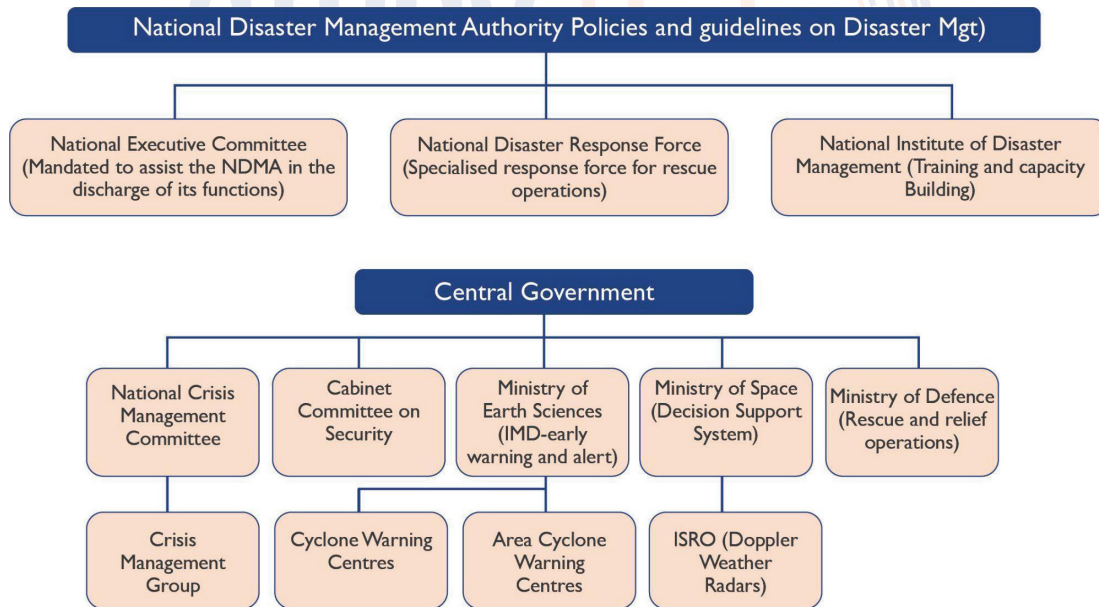 National Disaster Management Authority Policies and guidelines on Disaster Mgt)
National Executive Committee
(Mandated to assist the NDMA in the
discharge of its functions)
National Disaster Response Force
(Specialised response force for rescue
operations)
National Institute of Disaster
Management (Training and capacity
Building)
Central Government
National Crisis
Management
Committee
Cabinet
Committee on
Security
Ministry of
Earth Sciences
(IMD-early
warning and alert)
Ministry of Space
(Decision Support
System)
Ministry of Defence
(Rescue and relief
operations)
Crisis
Management
Group
Cyclone Warning
Centres
Area Cyclone
Warning
Centres
ISRO (Doppler
Weather
Radars)